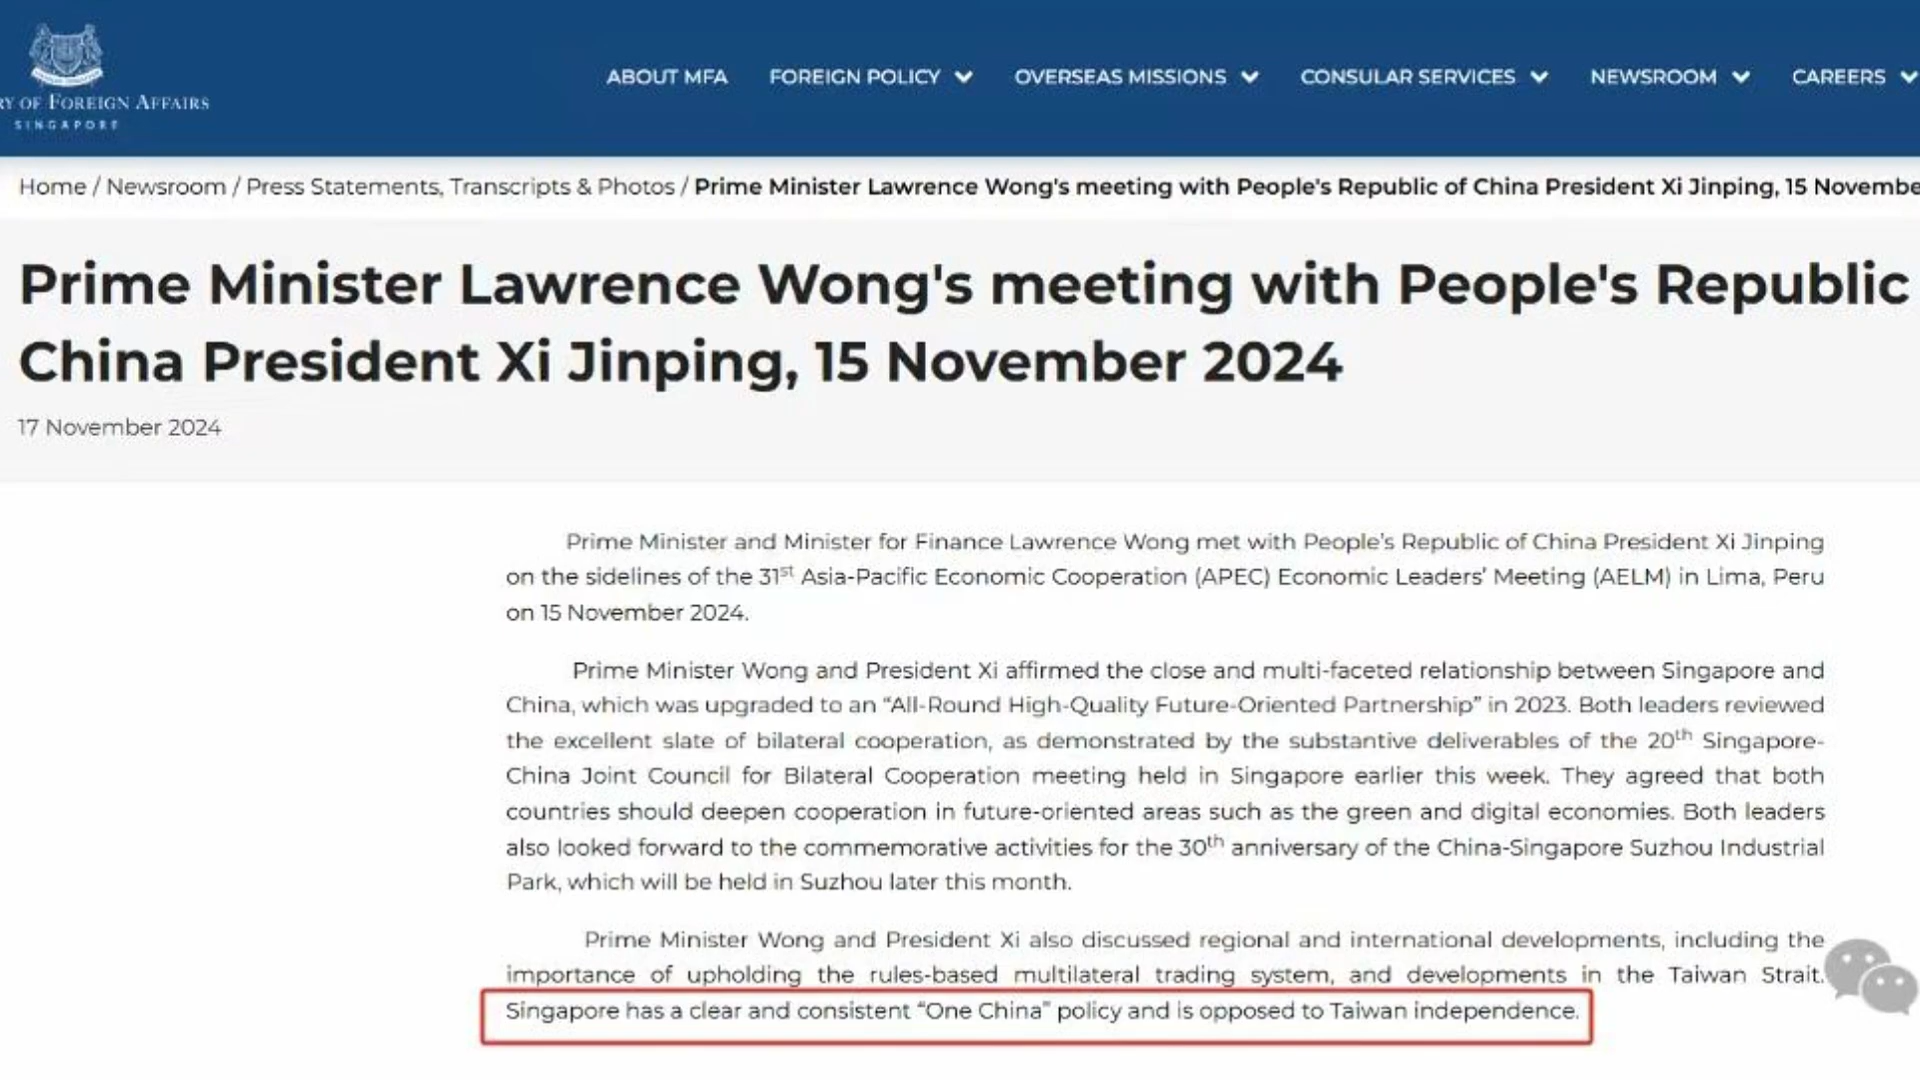 RY OF FOREIGN AFFAIRS
SINGAPORE
ABOUT MFA FOREIGN POLICY OVERSEAS MISSIONS CONSULAR SERVICES NEWSROOM CAREERS
Home / Newsroom / Press Statements, Transcripts & Photos / Prime Minister Lawrence Wong's meeting with People's Republic of China President Xi Jinping, 15 Novembe
Prime Minister Lawrence Wong's meeting with People's Republic
China President Xi Jinping, 15 November 2024
17 November 2024
Prime Minister and Minister for Finance Lawrence Wong met with People’s Republic of China President Xi Jinping
on the sidelines of the 31st Asia-Pacific Economic Cooperation (APEC) Economic Leaders’ Meeting (AELM) in Lima, Peru
on 15 November 2024.
Prime Minister Wong and President Xi affirmed the close and multi-faceted relationship between Singapore and
China, which was upgraded to an “All-Round High-Quality Future-Oriented Partnership” in 2023. Both leaders reviewed
the excellent slate of bilateral cooperation, as demonstrated by the substantive deliverables of the 20th Singapore-
China Joint Council for Bilateral Cooperation meeting held in Singapore earlier this week. They agreed that both
countries should deepen cooperation in future-oriented areas such as the green and digital economies. Both leaders
also looked forward to the commemorative activities for the 30th anniversary of the China-Singapore Suzhou Industrial
Park, which will be held in Suzhou later this month.
Prime Minister Wong and President Xi also discussed regional and international developments, including the
importance of upholding the rules-based multilateral trading system, and developments in the Taiwan Strait.
Singapore has a clear and consistent “One China” policy and is opposed to Taiwan independence.